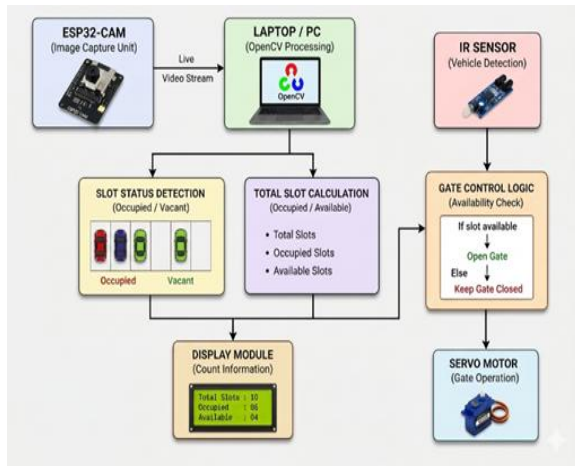 ESP32-CAM
(Image Capture Unit)
Live
Video Stream
LAPTOP / PC
(OpenCV Processing)
OpenCV
IR SENSOR
(Vehicle Detection)
SLOT STATUS DETECTION
(Occupied / Vacant)
Occupied
Vacant
TOTAL SLOT CALCULATION
(Occupied / Available)
• Total Slots
• Occupied Slots
• Available Slots
GATE CONTROL LOGIC
(Availability Check)
If slot available
Open Gate
Else
Keep Gate Closed
DISPLAY MODULE
(Count Information)
Total Slots : 10
Occupied : 06
Available : 04
SERVO MOTOR
(Gate Operation)